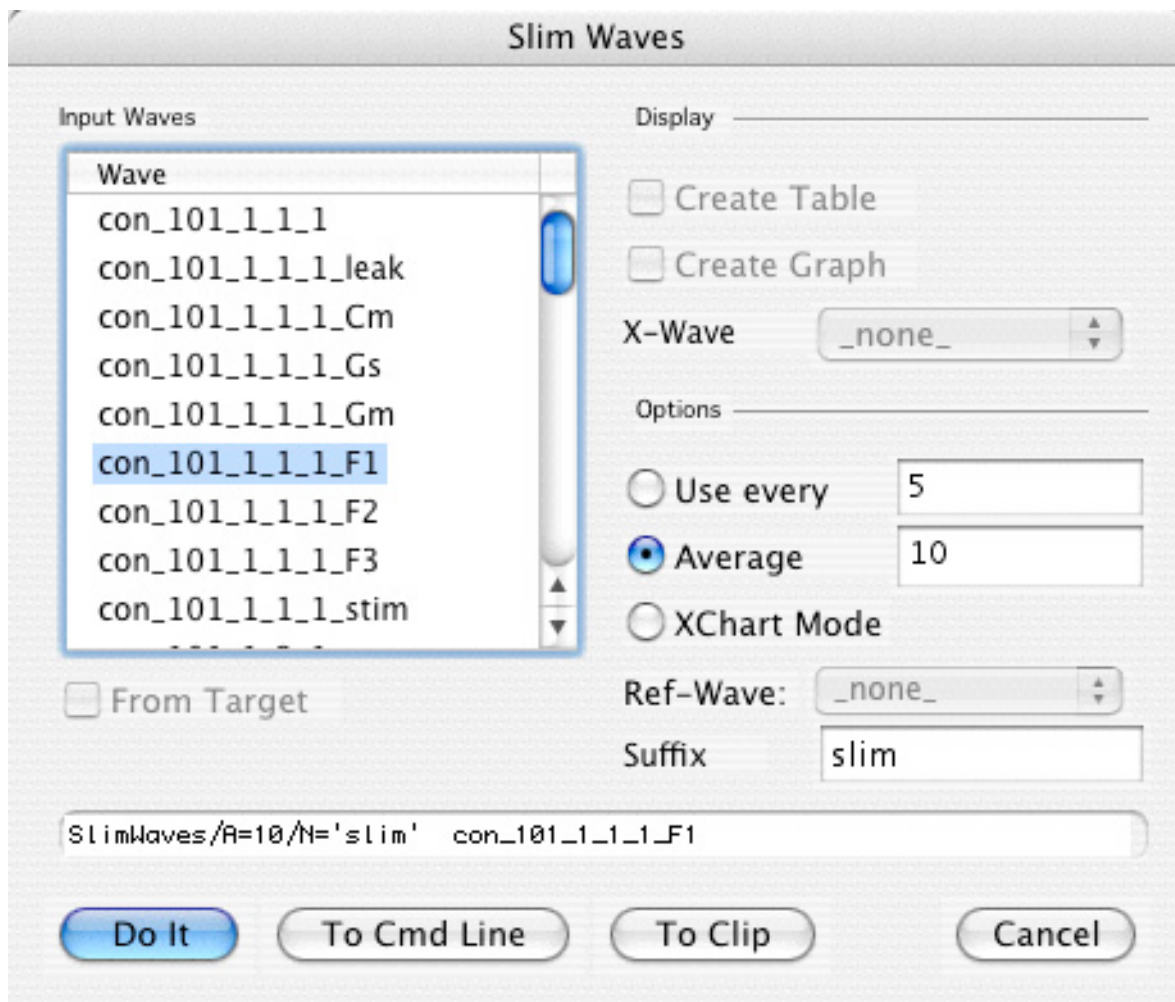 Slim Waves
Input Waves
Wave
con_101_1_1_1
con_101_1_1_1_leak
con_101_1_1_1_Cm
con_101_1_1_1_Gs
con_101_1_1_1_Gm
con_101_1_1_1_F1
con_101_1_1_1_F2
con_101_1_1_1_F3
con_101_1_1_1_stim
From Target
Display
Create Table
Create Graph
X-Wave _none_
Options
Use every 5
Average 10
XChart Mode
Ref-Wave: _none_
Suffix slim
SlimWaves/A=10/N='slim' con_101_1_1_1_F1
Do It To Cmd Line To Clip Cancel